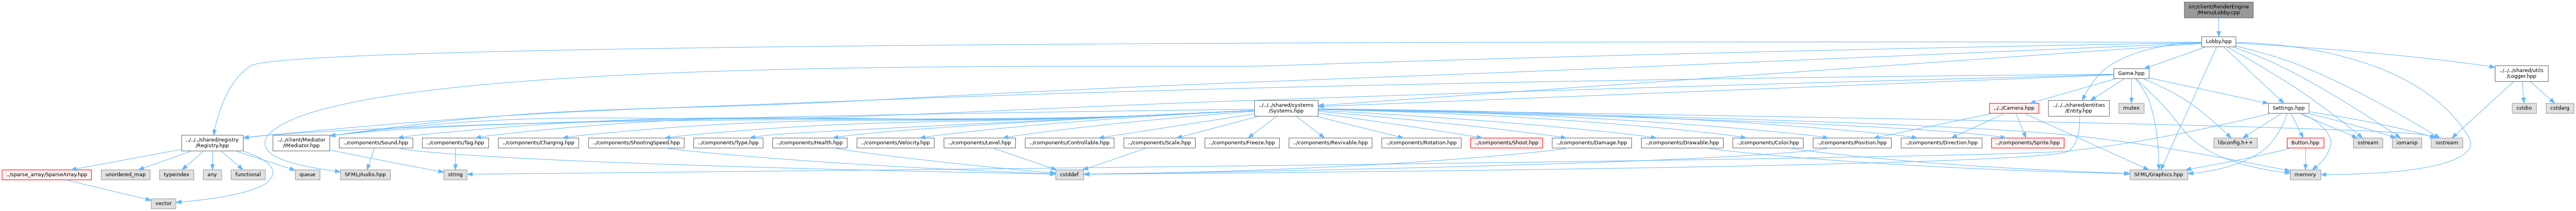 src/client/RenderEngine
/Menu/Lobby.cpp
Lobby.hpp
Game.hpp
../../../shared/utils
/Logger.hpp
../../../shared/systems
/Systems.hpp
../../Camera.hpp
../../../shared/entities
/Entity.hpp
mutex
Settings.hpp
cstdio
cstdarg
../../../shared/registry
/Registry.hpp
../../client/Mediator
/IMediator.hpp
../components/Sound.hpp
../components/Tag.hpp
../components/Charging.hpp
../components/ShootingSpeed.hpp
../components/Type.hpp
../components/Health.hpp
../components/Velocity.hpp
../components/Level.hpp
../components/Controllable.hpp
../components/Scale.hpp
../components/Freeze.hpp
../components/Revivable.hpp
../components/Rotation.hpp
../components/Shoot.hpp
../components/Damage.hpp
../components/Drawable.hpp
../components/Color.hpp
../components/Position.hpp
../components/Direction.hpp
../components/Sprite.hpp
libconfig.h++
Button.hpp
sstream
iomanip
iostream
../sparse_array/SparseArray.hpp
unordered_map
typeindex
any
functional
queue
SFML/Audio.hpp
string
cstddef
SFML/Graphics.hpp
memory
vector